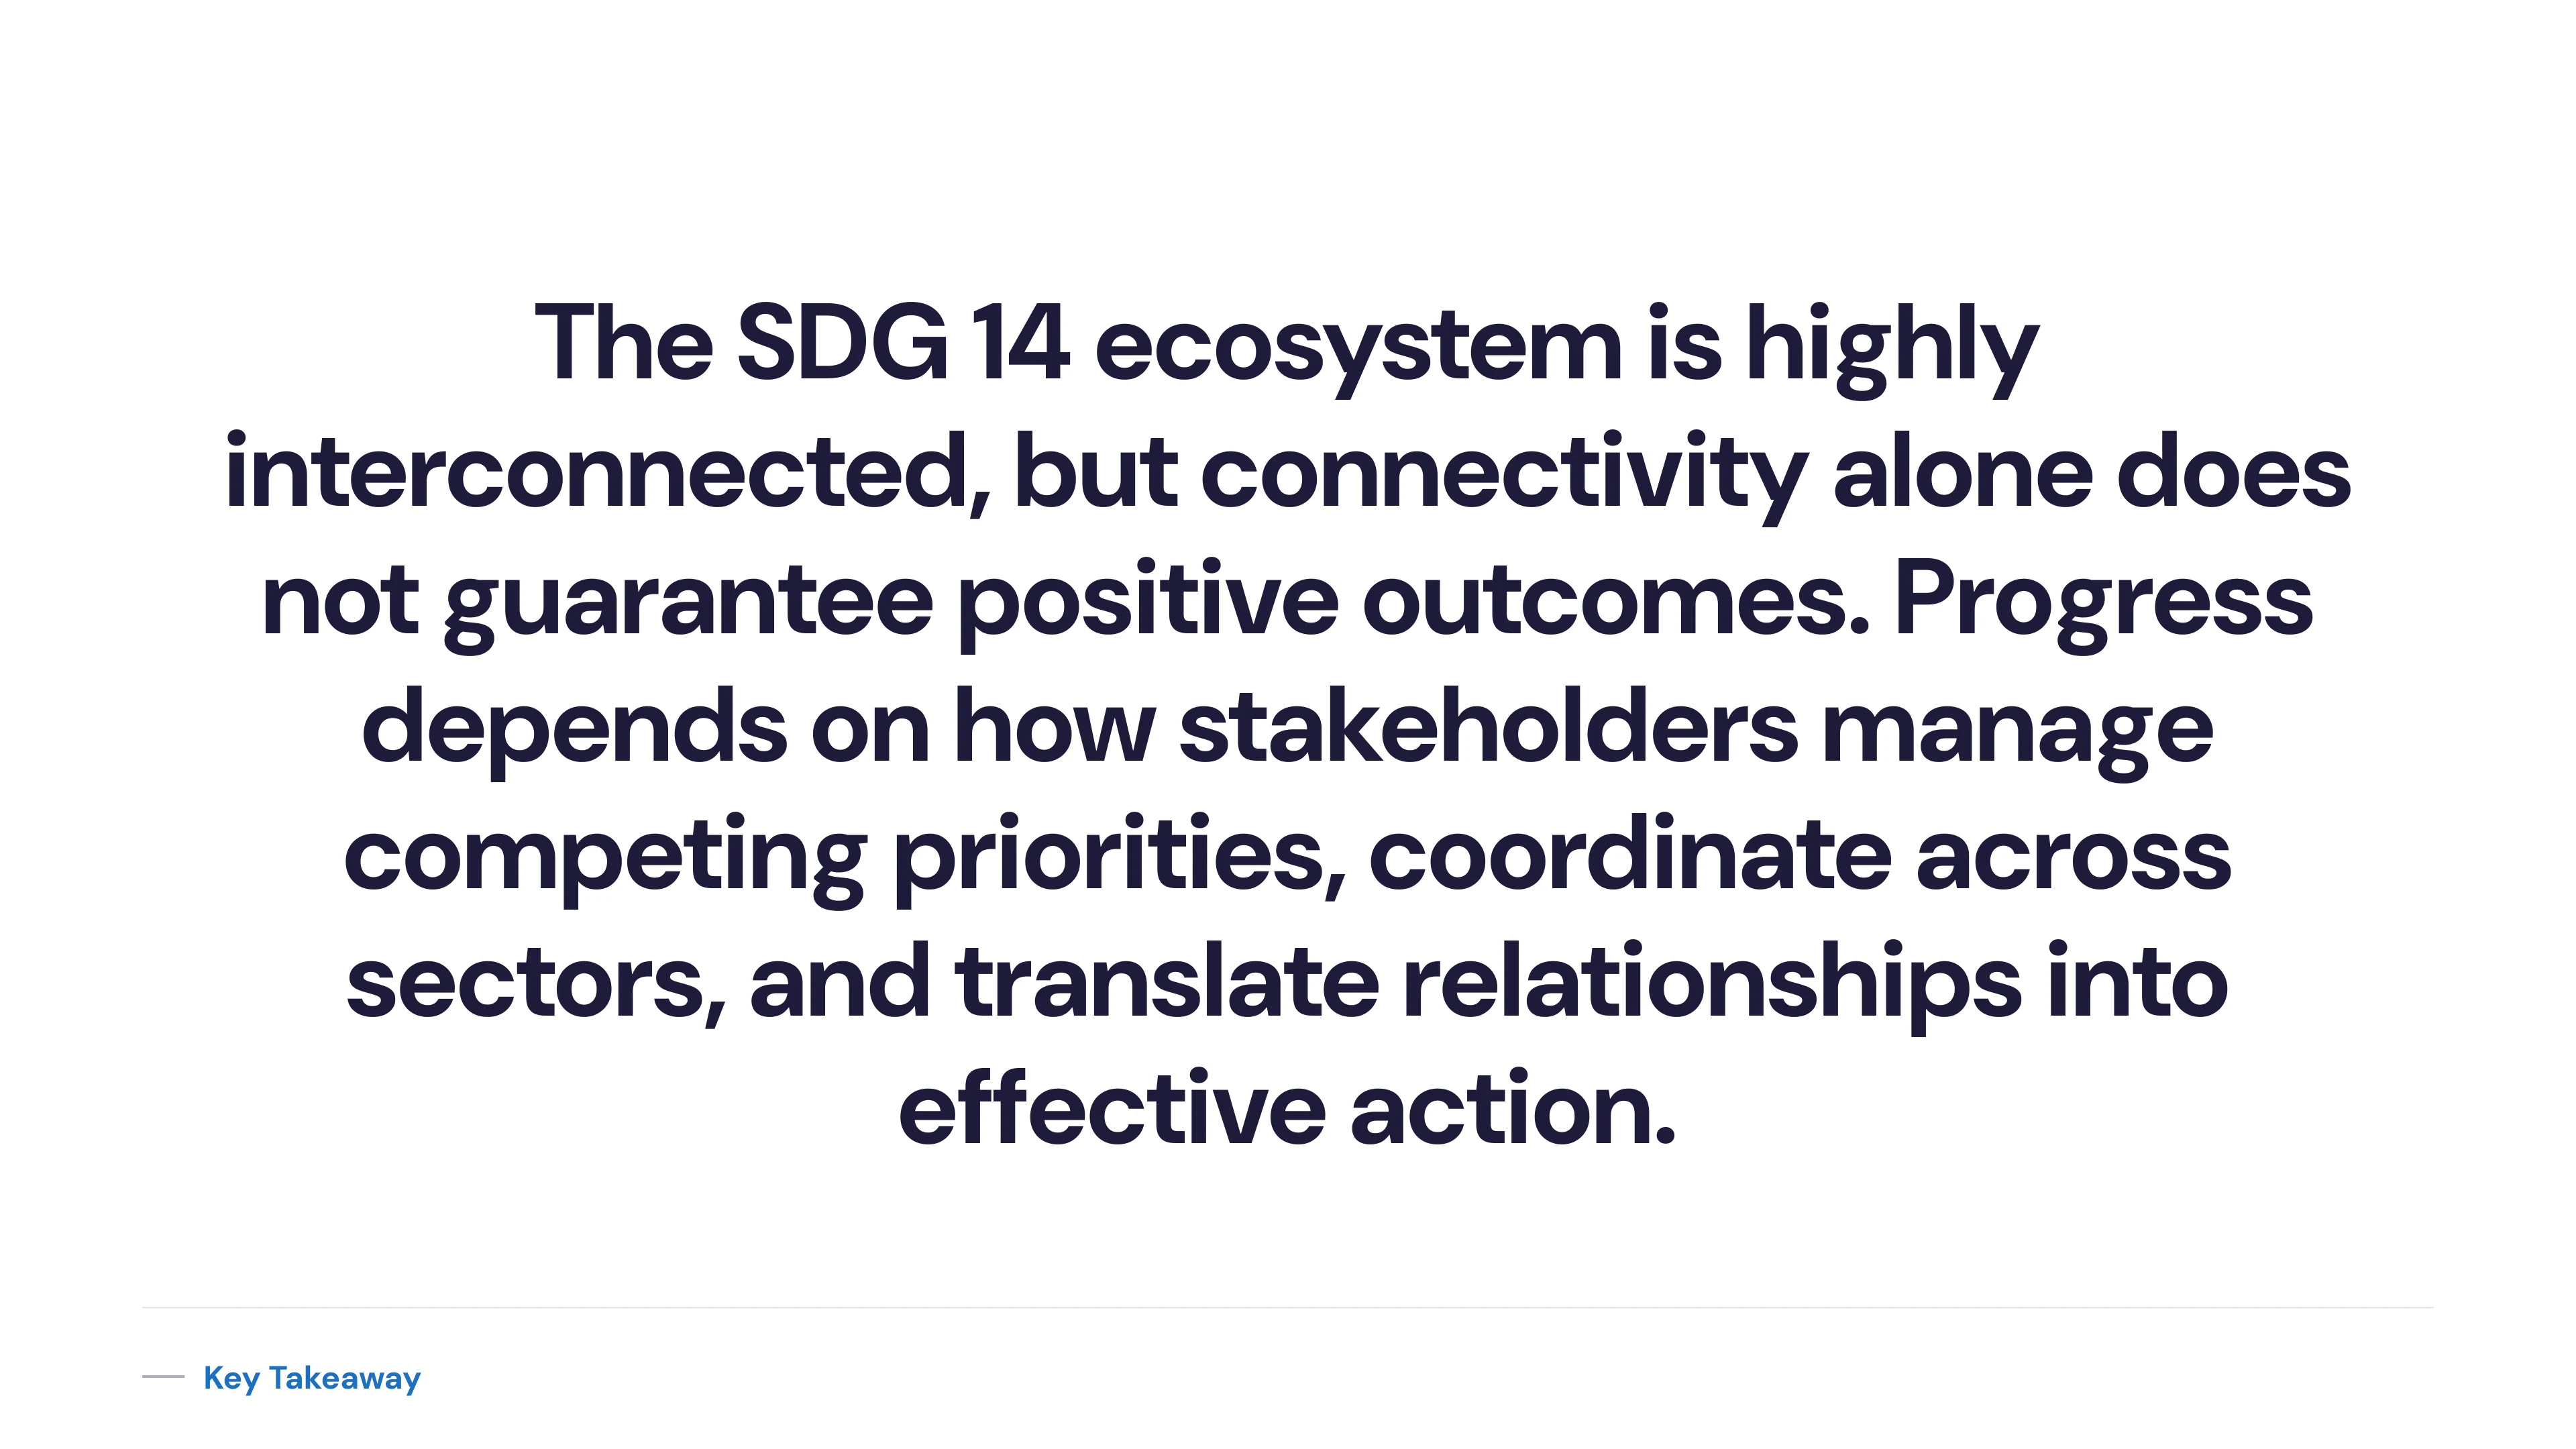 The SDG 14 ecosystem is highly
interconnected, but connectivity alone does
not guarantee positive outcomes. Progress
depends on how stakeholders manage
competing priorities, coordinate across
sectors, and translate relationships into
effective action.
Key Takeaway